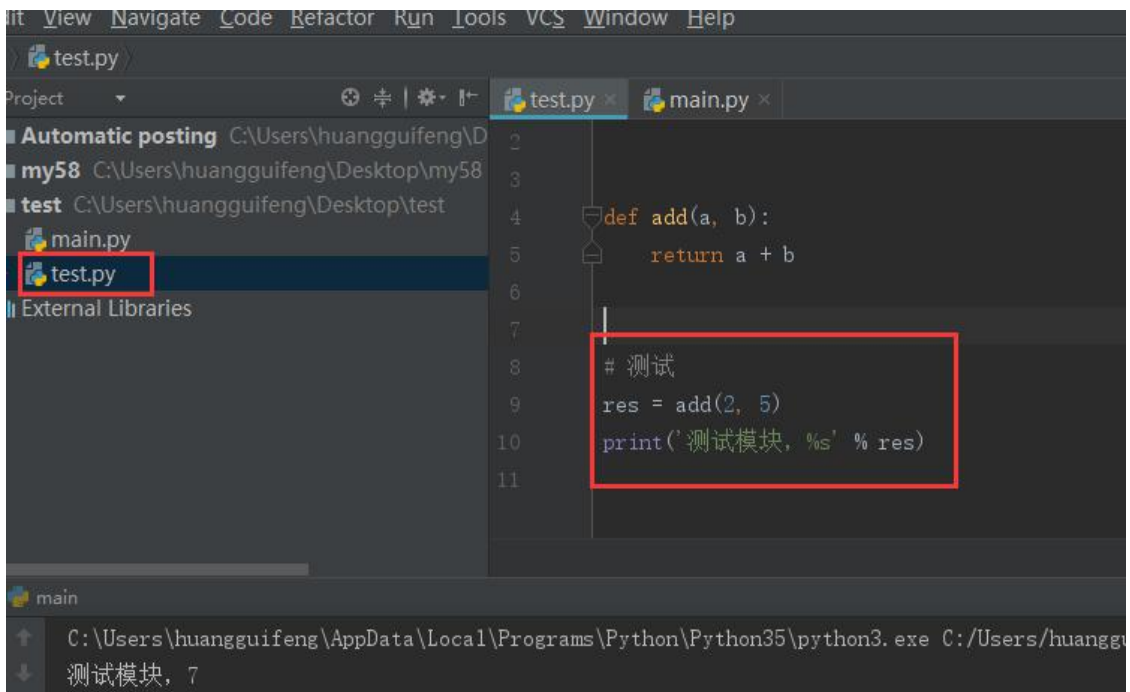 dit View Navigate Code Refactor Run Tools VCS Window Help
test.py
Project
test.py × main.py ×
Automatic posting C:\Users\huangguifeng\D
my58 C:\Users\huangguifeng\Desktop\my58
test C:\Users\huangguifeng\Desktop\test
main.py
test.py
External Libraries
2
3
4 def add(a, b):
5 return a + b
6
7
8 # 测试
9 res = add(2, 5)
10 print('测试模块, %s' % res)
11
main
C:\Users\huangguifeng\AppData\Local\Programs\Python\Python35\python3.exe C:/Users/huanggu
测试模块, 7